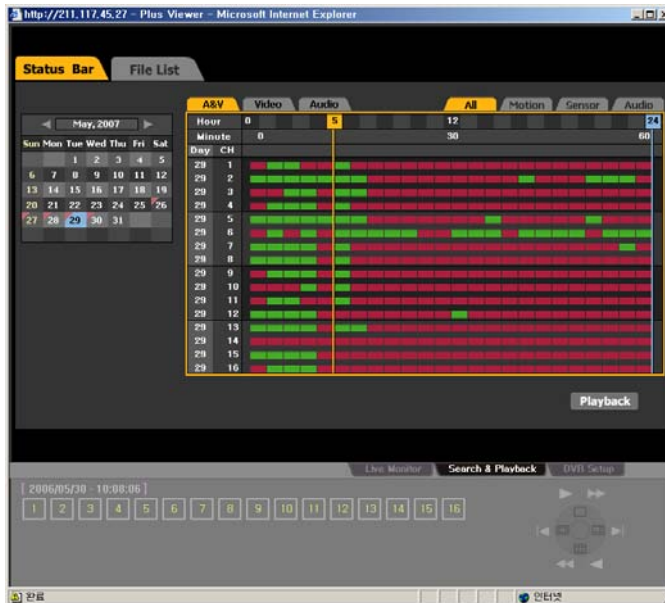 http://211.117.45.27 - Plus Viewer - Microsoft Internet Explorer
Status Bar File List
A&V Video Audio All Motion Sensor Audio
May, 2007
Sun Mon Tue Wed Thu Fri Sat
1 2 3 4 5
6 7 8 9 10 11 12
13 14 15 16 17 18 19
20 21 22 23 24 25 26
27 28 29 30 31
Hour 0 5 12 24
Minute 0 30 60
Day CH
29 1
29 2
29 3
29 4
29 5
29 6
29 7
29 8
29 9
29 10
29 11
29 12
29 13
29 14
29 15
29 16
Playback
Live Monitor Search & Playback DVR Setup
[ 2006/05/30 - 10:08:06 ]
1 2 3 4 5 6 7 8 9 10 11 12 13 14 15 16
완료 인터넷